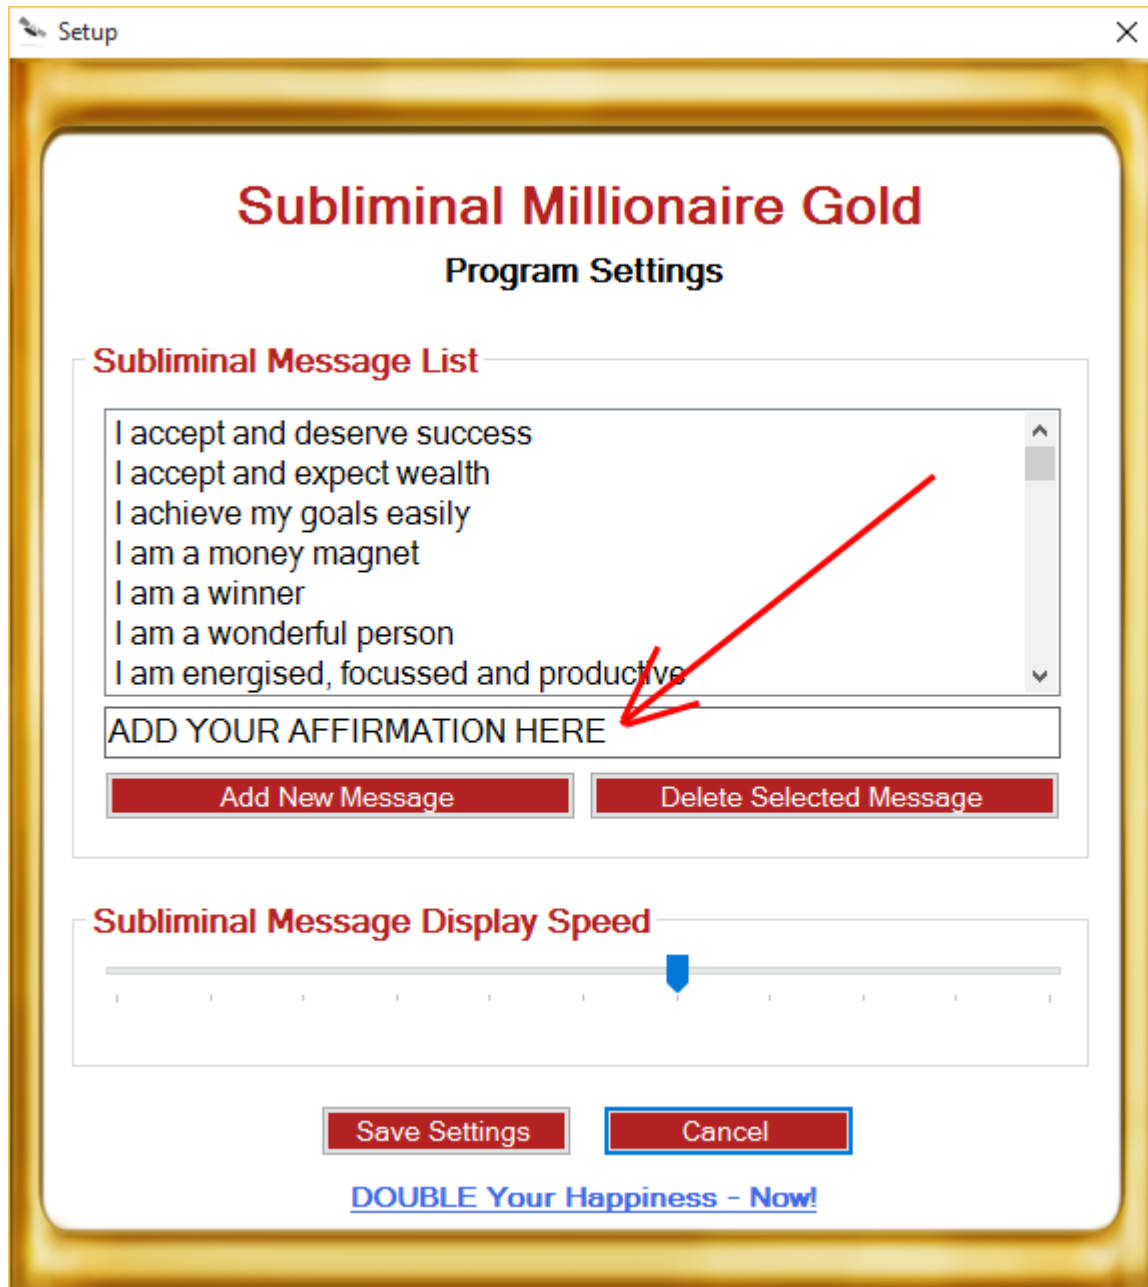 Setup
Subliminal Millionaire Gold
Program Settings
Subliminal Message List
I accept and deserve success
I accept and expect wealth
I achieve my goals easily
I am a money magnet
I am a winner
I am a wonderful person
I am energised, focussed and productive
ADD YOUR AFFIRMATION HERE
Add New Message
Delete Selected Message
Subliminal Message Display Speed
Save Settings
Cancel
DOUBLE Your Happiness - Now!